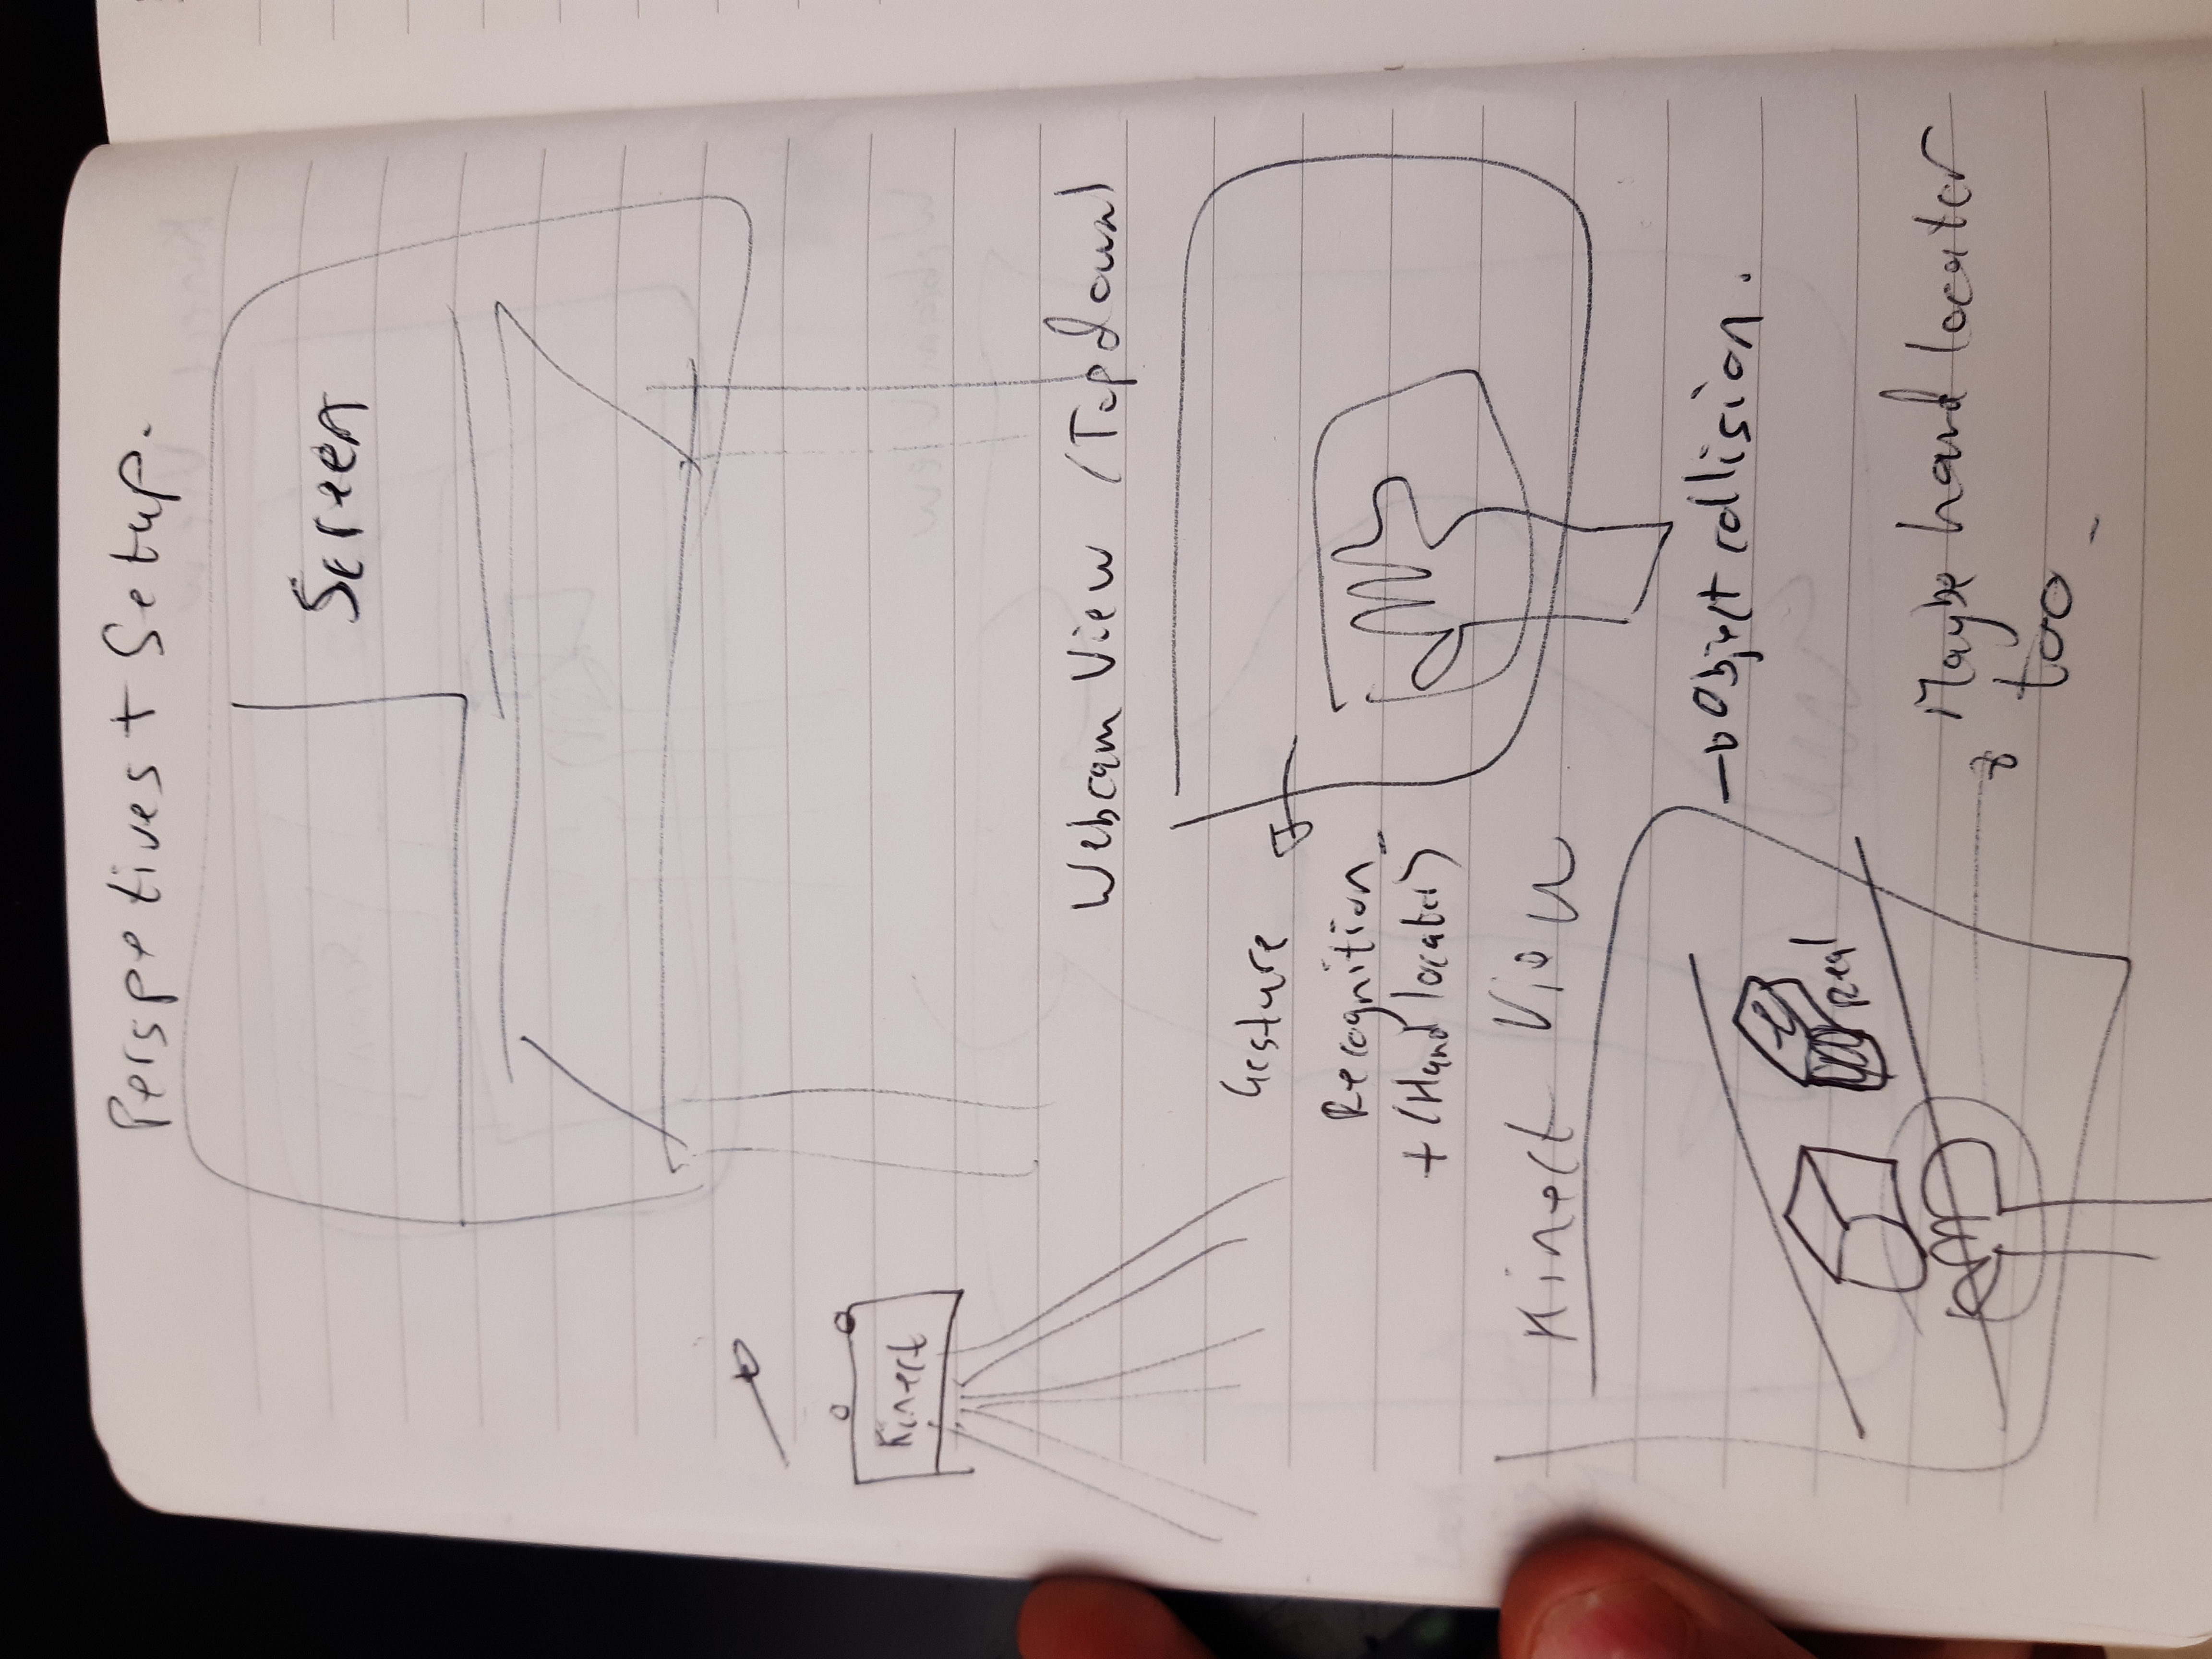 Perspetives + Setup.
Screen
Kinect
Webcam View (Topdown)
Gesture
Recognition
+ (Hand locater)
Kinect View
→ Object collision.
Real
Maybe hand locater
too